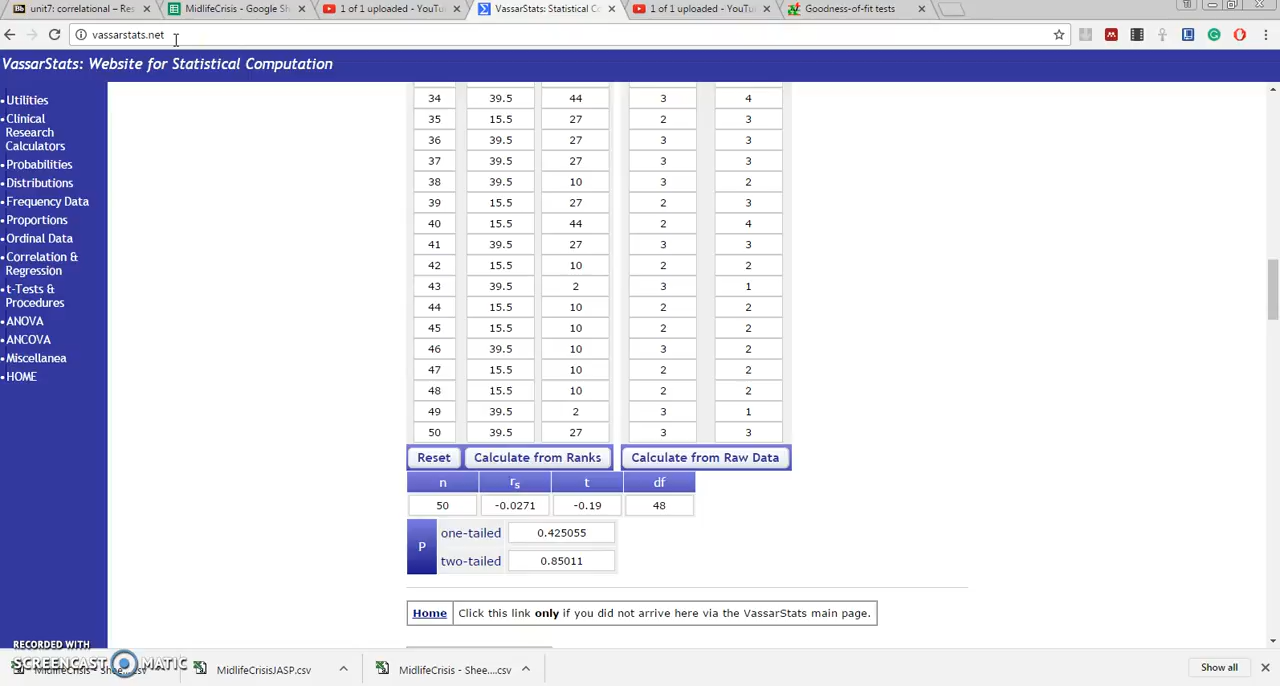 unit7: correlational – Res
MidlifeCrisis - Google Sh
1 of 1 uploaded - YouTu
VassarStats: Statistical Co
1 of 1 uploaded - YouTu
Goodness-of-fit tests
vassarstats.net
VassarStats: Website for Statistical Computation
Utilities
Clinical
Research
Calculators
Probabilities
Distributions
Frequency Data
Proportions
Ordinal Data
Correlation &
Regression
t-Tests &
Procedures
ANOVA
ANCOVA
Miscellanea
HOME
34 39.5 44 3 4
35 15.5 27 2 3
36 39.5 27 3 3
37 39.5 27 3 3
38 39.5 10 3 2
39 15.5 27 2 3
40 15.5 44 2 4
41 39.5 27 3 3
42 15.5 10 2 2
43 39.5 2 3 1
44 15.5 10 2 2
45 15.5 10 2 2
46 39.5 10 3 2
47 15.5 10 2 2
48 15.5 10 2 2
49 39.5 2 3 1
50 39.5 27 3 3
Reset Calculate from Ranks Calculate from Raw Data
n rs t df
50 -0.0271 -0.19 48
P
one-tailed 0.425055
two-tailed 0.85011
Home Click this link only if you did not arrive here via the VassarStats main page.
RECORDED WITH
SCREENCAST MATIC
MidlifeCrisisJASP.csv
MidlifeCrisis - Shee....csv
Show all